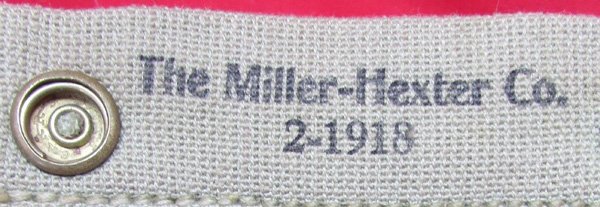 The Miller-Hexter Co.
2-1918